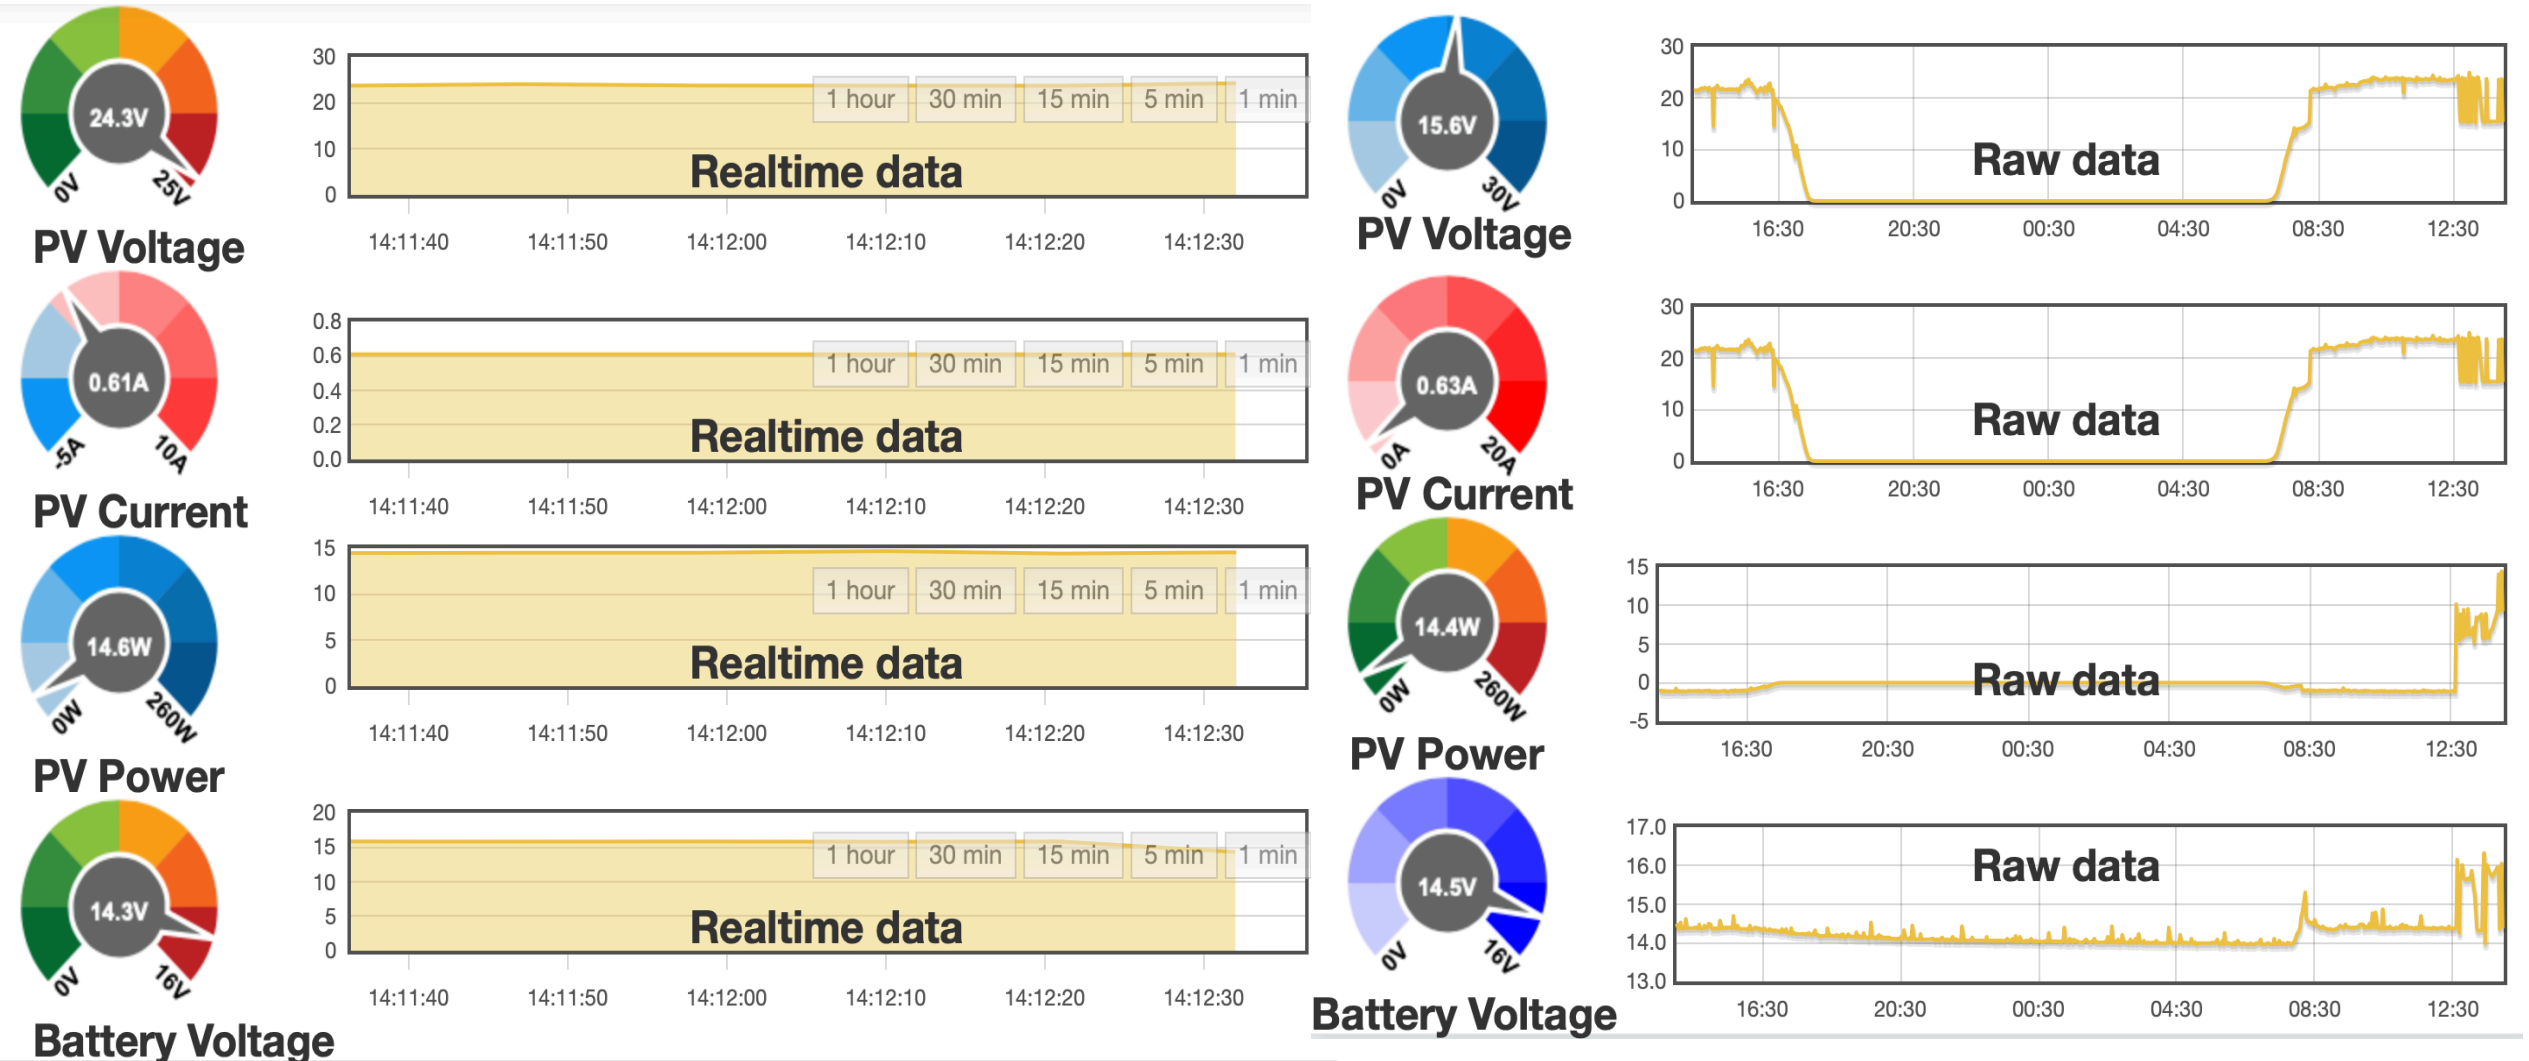 24.3V
0V
25V
PV Voltage
30
20
10
0
1 hour
30 min
15 min
5 min
1 min
Realtime data
14:11:40
14:11:50
14:12:00
14:12:10
14:12:20
14:12:30
0.61A
-5A
10A
PV Current
0.8
0.6
0.4
0.2
0.0
1 hour
30 min
15 min
5 min
1 min
Realtime data
14:11:40
14:11:50
14:12:00
14:12:10
14:12:20
14:12:30
14.6W
0W
260W
PV Power
15
10
5
0
1 hour
30 min
15 min
5 min
1 min
Realtime data
14:11:40
14:11:50
14:12:00
14:12:10
14:12:20
14:12:30
14.3V
0V
16V
Battery Voltage
20
15
10
5
0
1 hour
30 min
15 min
5 min
1 min
Realtime data
14:11:40
14:11:50
14:12:00
14:12:10
14:12:20
14:12:30
15.6V
0V
30V
PV Voltage
30
20
10
0
Raw data
16:30
20:30
00:30
04:30
08:30
12:30
0.63A
0A
20A
PV Current
30
20
10
0
Raw data
16:30
20:30
00:30
04:30
08:30
12:30
14.4W
0W
260W
PV Power
15
10
5
0
-5
Raw data
16:30
20:30
00:30
04:30
08:30
12:30
14.5V
0V
16V
Battery Voltage
17.0
16.0
15.0
14.0
13.0
Raw data
16:30
20:30
00:30
04:30
08:30
12:30